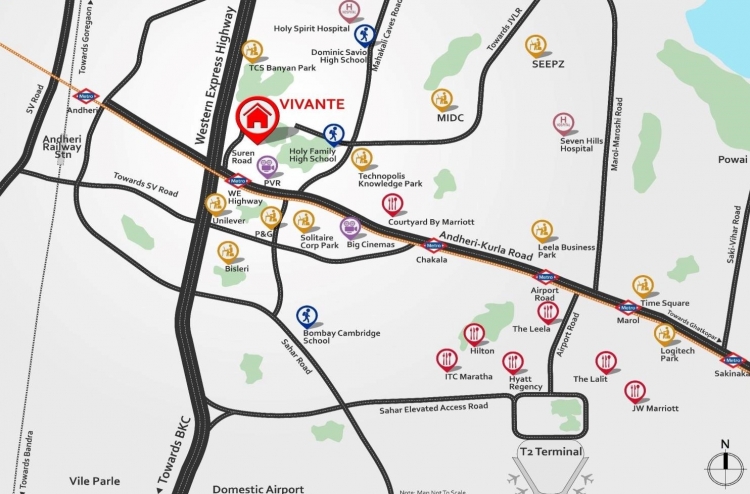 Towards Goregaon
SV Road
Western Express Highway
Holy Spirit Hospital
Dominic Savio
High School
Mahakali Caves Road
Towards JVLR
TCS Banyan Park
SEEPZ
Metro
Andheri
VIVANTE
MIDC
H
Seven Hills
Hospital
Marol-Maroshi Road
Powai
Andheri
Railway
Stn
Suren
Road
Holy Family
High School
PVR
Technopolis
Knowledge Park
Towards SV Road
Metro
WE
Highway
Unilever
P&G
Solitaire
Corp Park
Big Cinemas
Courtyard By Marriott
Andheri-Kurla Road
Metro
Chakala
Leela Business
Park
Saki-Vihar Road
Bisleri
Metro
Airport
Road
Time Square
Metro
Marol
Towards Ghatkopar
Bombay Cambridge
School
The Leela
Airport Road
Logitech
Park
Metro
Sakinaka
Hilton
Sahar Road
ITC Maratha
Hyatt
Regency
The Lalit
JW Marriott
Sahar Elevated Access Road
Towards Bandra
Towards BKC
T2 Terminal
N
Vile Parle
Domestic Airport
Note: Map Not To Scale